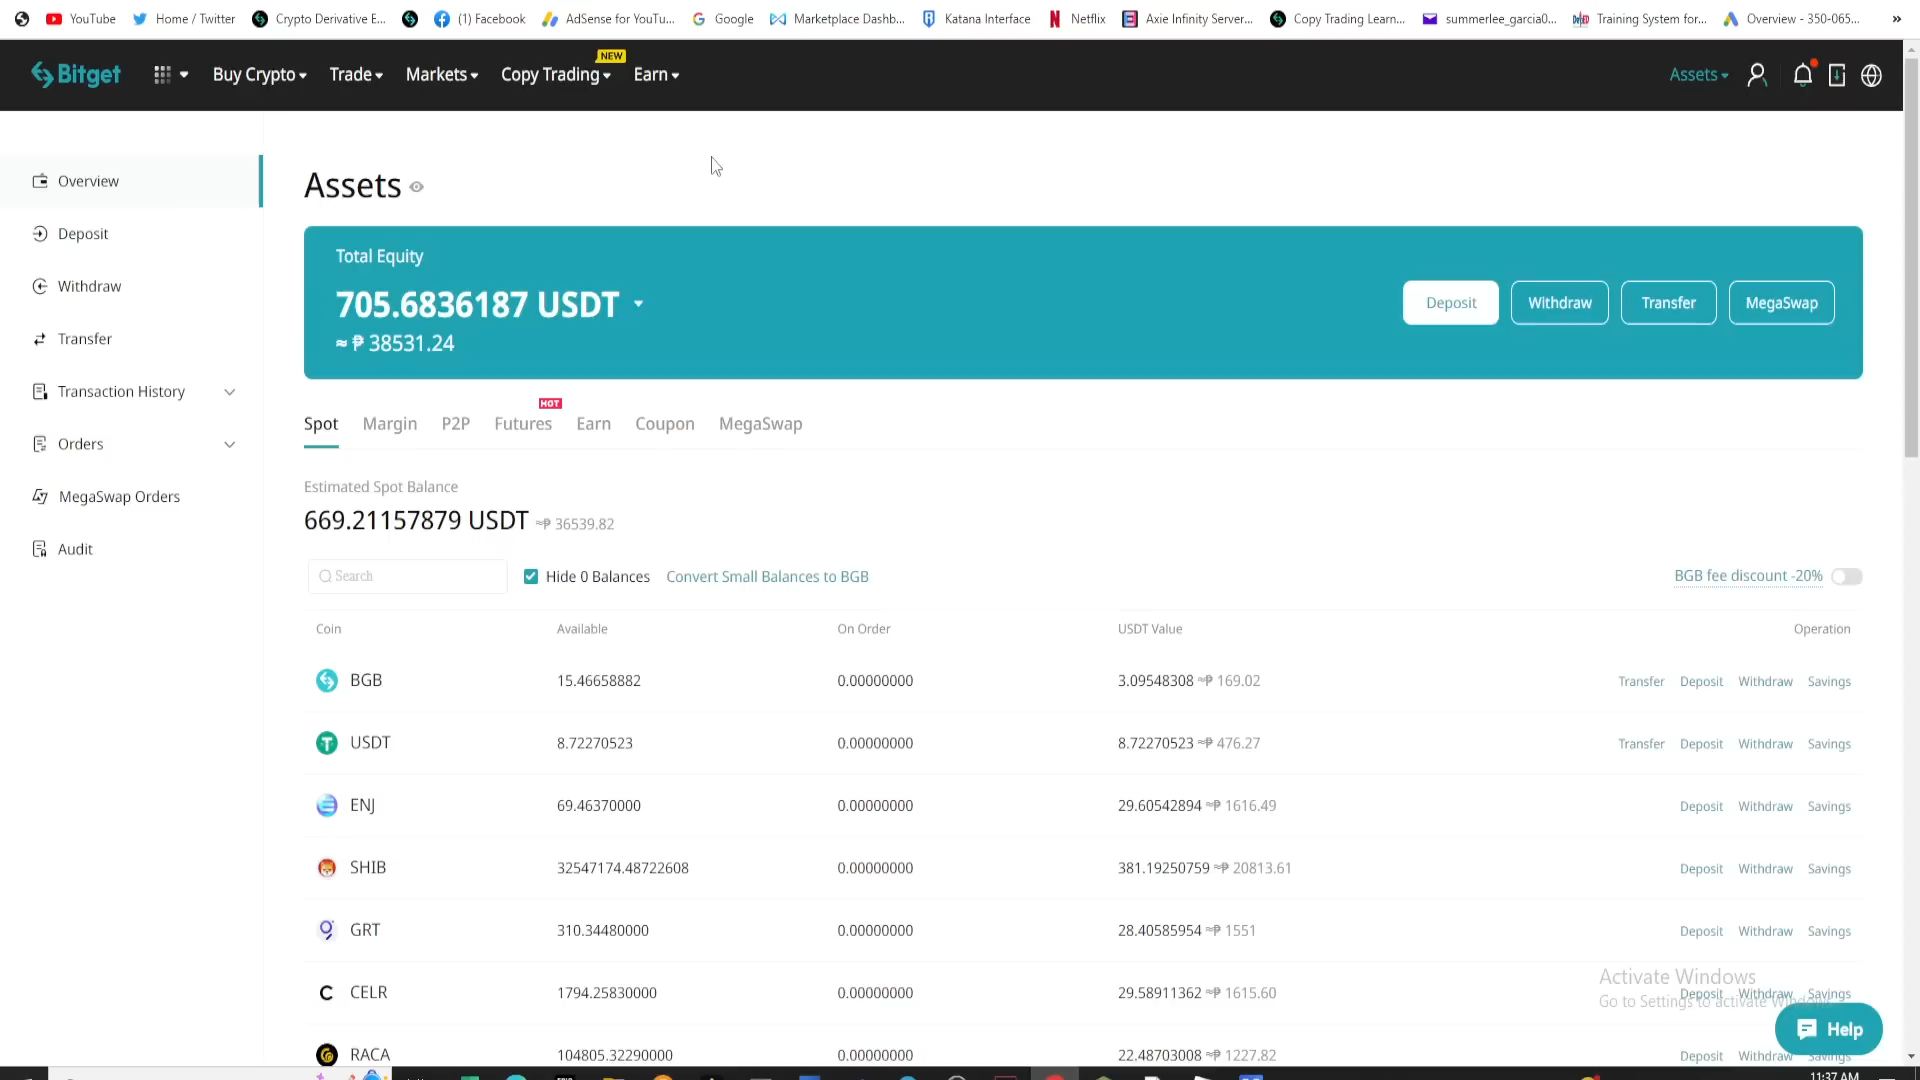 YouTube Home / Twitter Crypto Derivative E... (1) Facebook AdSense for YouTu... Google Marketplace Dashb... Katana Interface Netflix Axie Infinity Server... Copy Trading Learn... summerlee_garcia0... Training System for... Overview - 350-065... »
Bitget Buy Crypto Trade Markets Copy Trading NEW Earn Assets
Overview
Deposit
Withdraw
Transfer
Transaction History
Orders
MegaSwap Orders
Audit
Assets
Total Equity
705.6836187 USDT
≈ ₱ 38531.24
Deposit Withdraw Transfer MegaSwap
HOT
Spot Margin P2P Futures Earn Coupon MegaSwap
Estimated Spot Balance
669.21157879 USDT ≈₱ 36539.82
Search Hide 0 Balances Convert Small Balances to BGB BGB fee discount -20%
Coin Available On Order USDT Value Operation
BGB 15.46658882 0.00000000 3.09548308 ≈₱ 169.02 Transfer Deposit Withdraw Savings
USDT 8.72270523 0.00000000 8.72270523 ≈₱ 476.27 Transfer Deposit Withdraw Savings
ENJ 69.46370000 0.00000000 29.60542894 ≈₱ 1616.49 Deposit Withdraw Savings
SHIB 32547174.48722608 0.00000000 381.19250759 ≈₱ 20813.61 Deposit Withdraw Savings
GRT 310.34480000 0.00000000 28.40585954 ≈₱ 1551 Deposit Withdraw Savings
CELR 1794.25830000 0.00000000 29.58911362 ≈₱ 1615.60 Deposit Withdraw Savings
Activate Windows
Go to Settings to activate Windows.
RACA 104805.32290000 0.00000000 22.48703008 ≈₱ 1227.82 Deposit Withdraw Savings
Help
11:37 AM